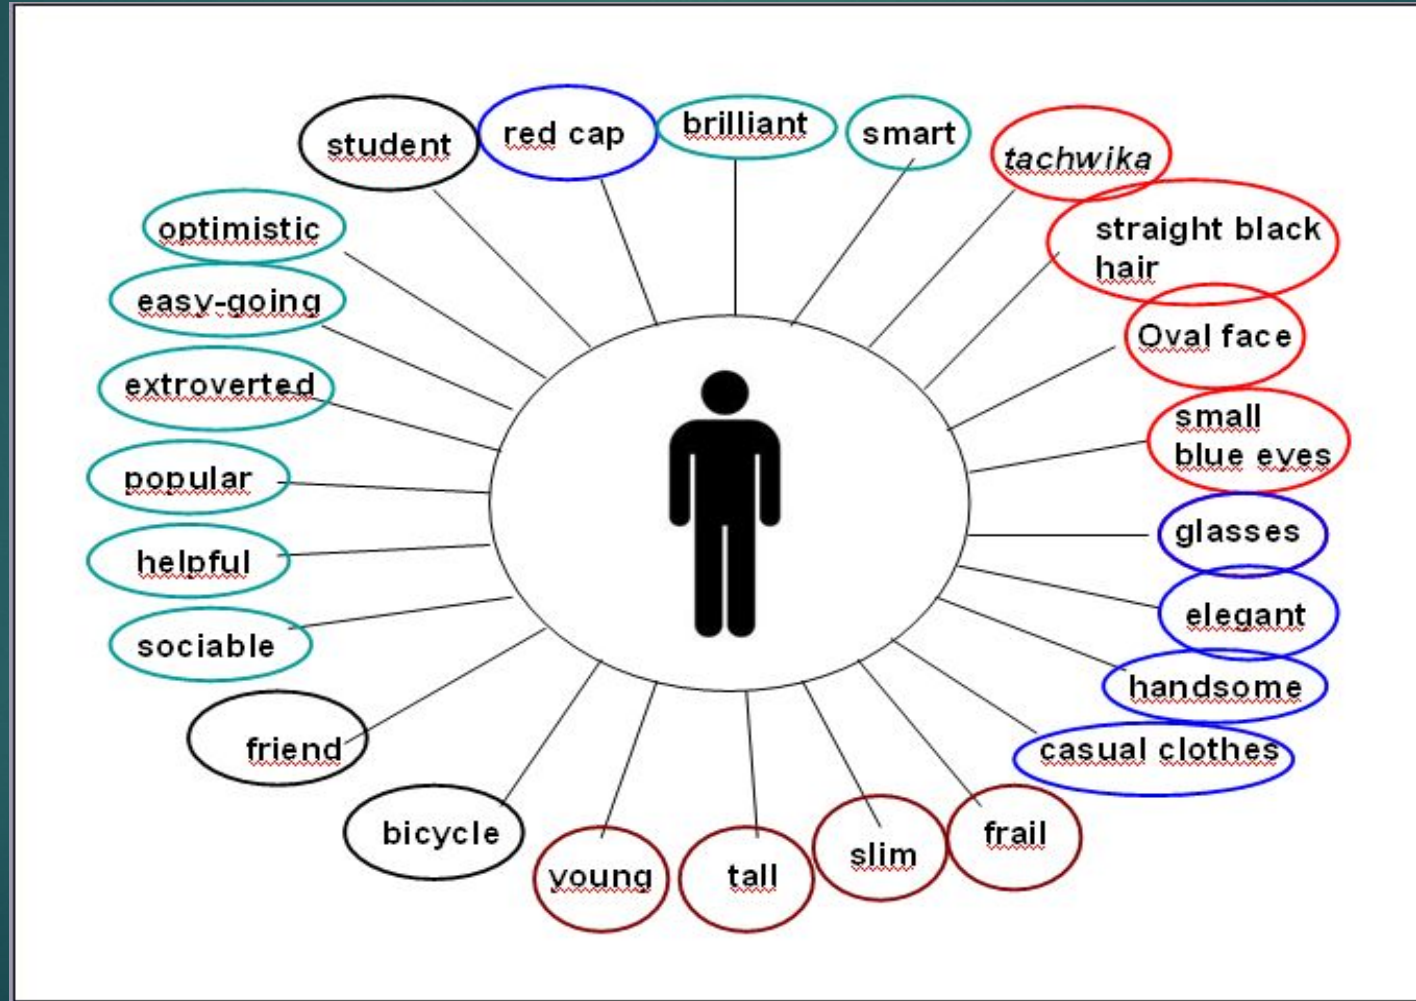 student
red cap
brilliant
smart
tachwika
straight black
hair
Oval face
small
blue eyes
glasses
elegant
handsome
casual clothes
frail
slim
tall
young
bicycle
friend
sociable
helpful
popular
extroverted
easy-going
optimistic